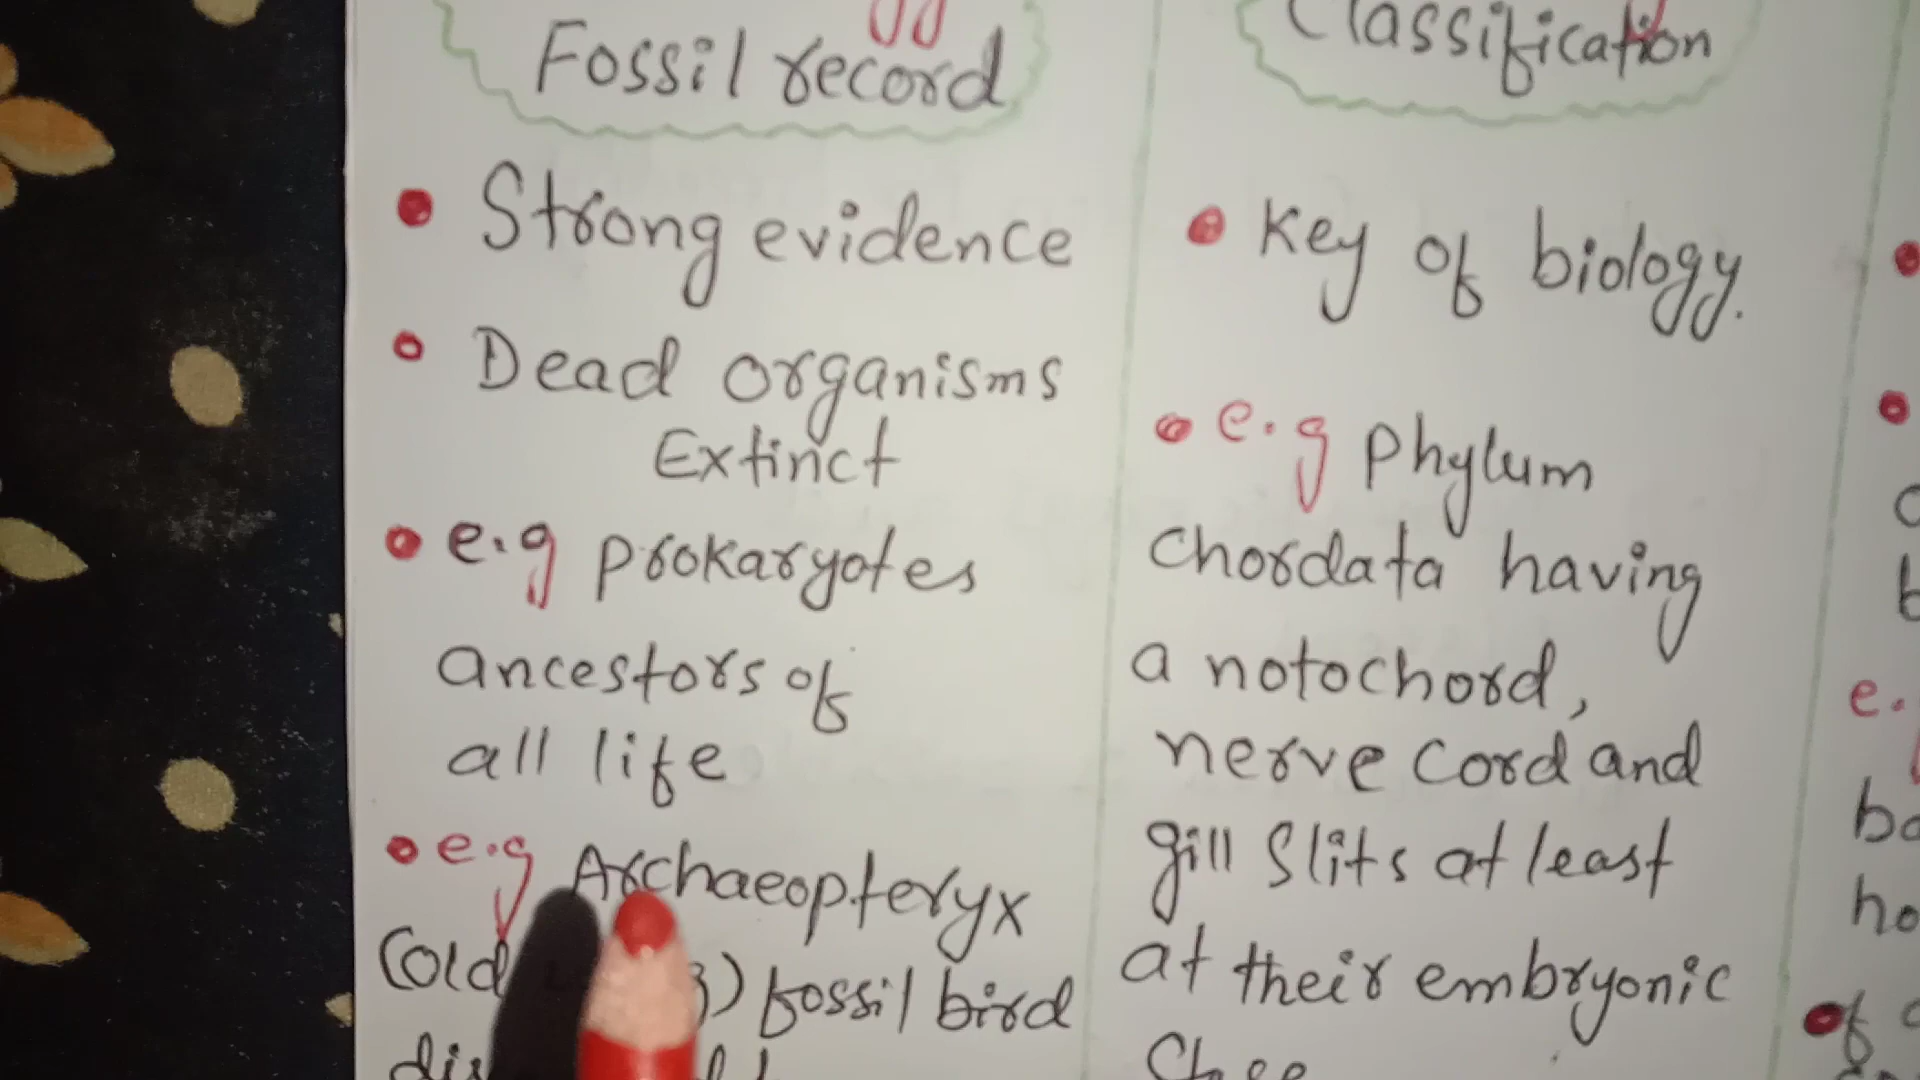 Fossil record
• Strong evidence
• Dead organisms
Extinct
• e.g prokaryotes
ancestors of
all life
• e.g Archaeopteryx
(old fossil bird
Classification
• Key of biology.
• e.g Phylum
chordata having
a notochord,
nerve cord and
gill slits at least
at their embryonic
e.